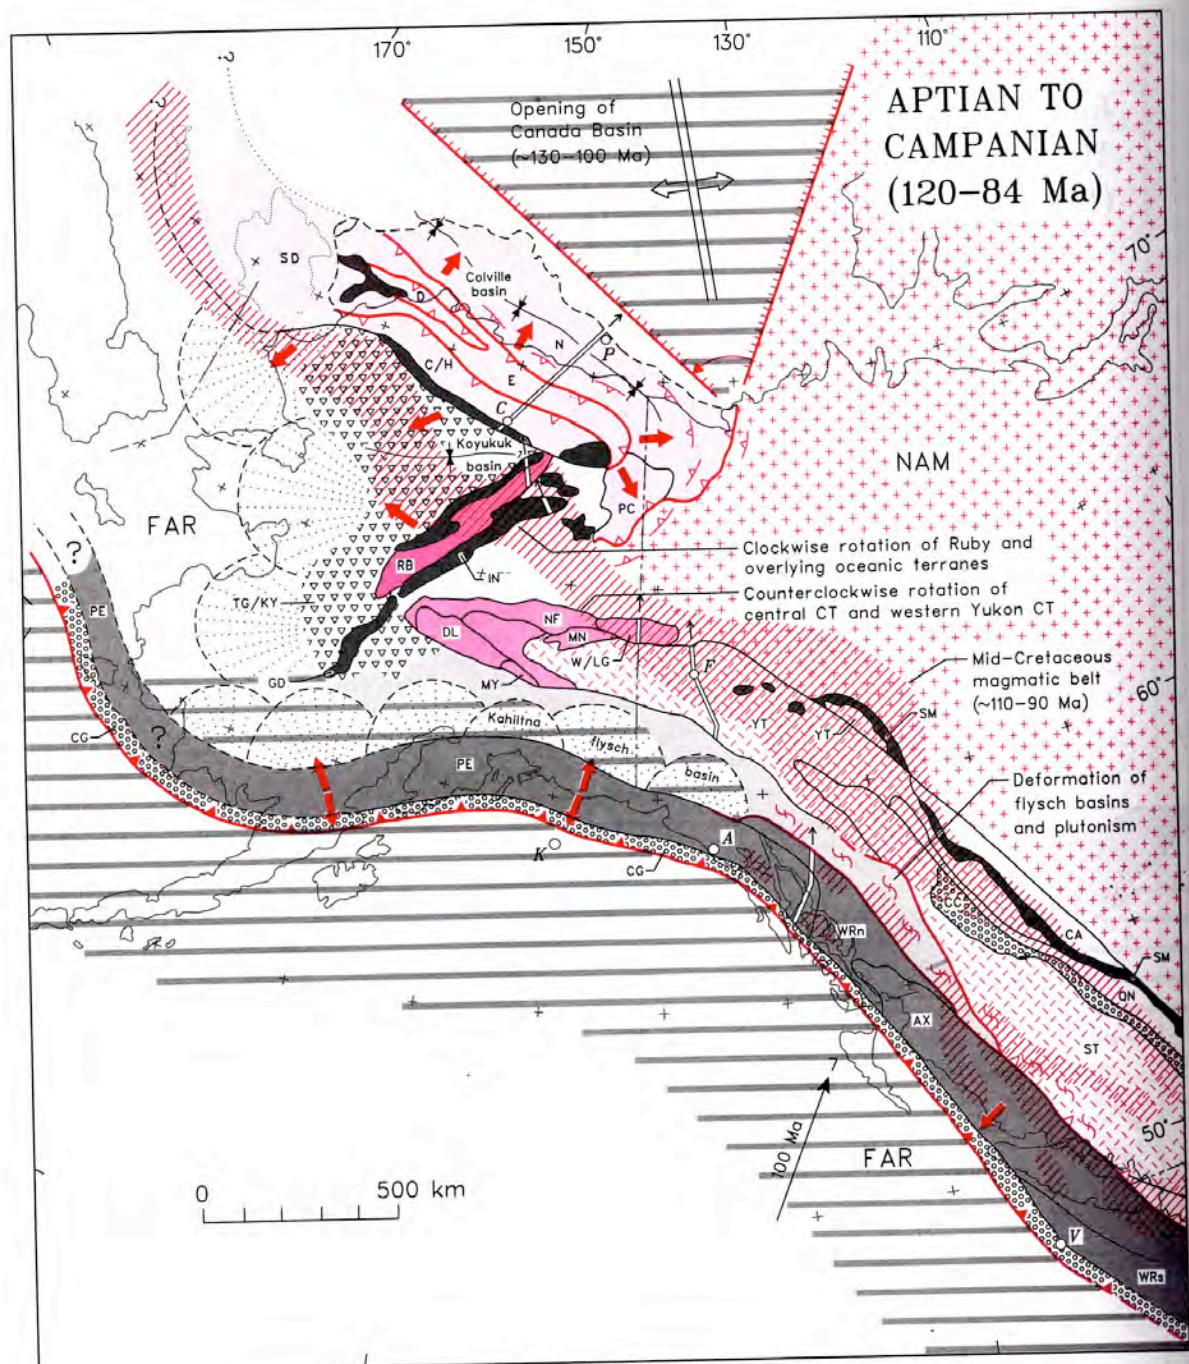 170°
150°
110°
?
?
Opening of
Canada Basin
(~130–100 Ma)
APTIAN TO
CAMPANIAN
(120–84 Ma)
70°
SD
D
Colville
basin
N
P
C/H
E
C
Koyukuk
basin
NAM
PC
FAR
?
RB
±IN
Clockwise rotation of Ruby and
overlying oceanic terranes
Counterclockwise rotation of
central CT and western Yukon CT
PE
TG/KY
NF
DL
MN
W/LG
MY
GD
F
Mid-Cretaceous
magmatic belt
(~110–90 Ma)
60°
SM
YT
YT
CG
?
Kahiltna
flysch
basin
PE
Deformation of
flysch basins
and plutonism
K
CG
A
CC
CA
SM
QN
WRn
AX
ST
50°
100 Ma
FAR
0
500 km
V
WRs